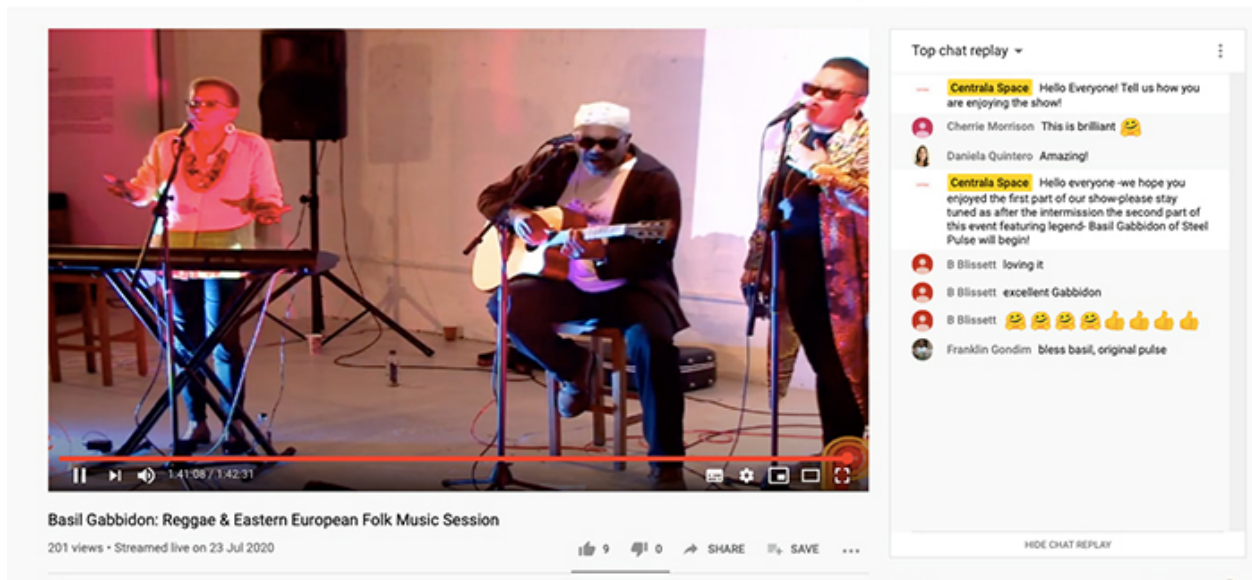 Top chat replay
Centrala Space Hello Everyone! Tell us how you
are enjoying the show!
Cherrie Morrison This is brilliant 🤗
Daniela Quintero Amazing!
Centrala Space Hello everyone -we hope you
enjoyed the first part of our show-please stay
tuned as after the intermission the second part of
this event featuring legend- Basil Gabbidon of Steel
Pulse will begin!
B Blissett loving it
B Blissett excellent Gabbidon
B Blissett 🤗🤗🤗🤗👍👍👍👍
Franklin Gondim bless basil, original pulse
HIDE CHAT REPLAY
1:41:08 / 1:42:31
Basil Gabbidon: Reggae & Eastern European Folk Music Session
201 views • Streamed live on 23 Jul 2020
9 0 SHARE SAVE